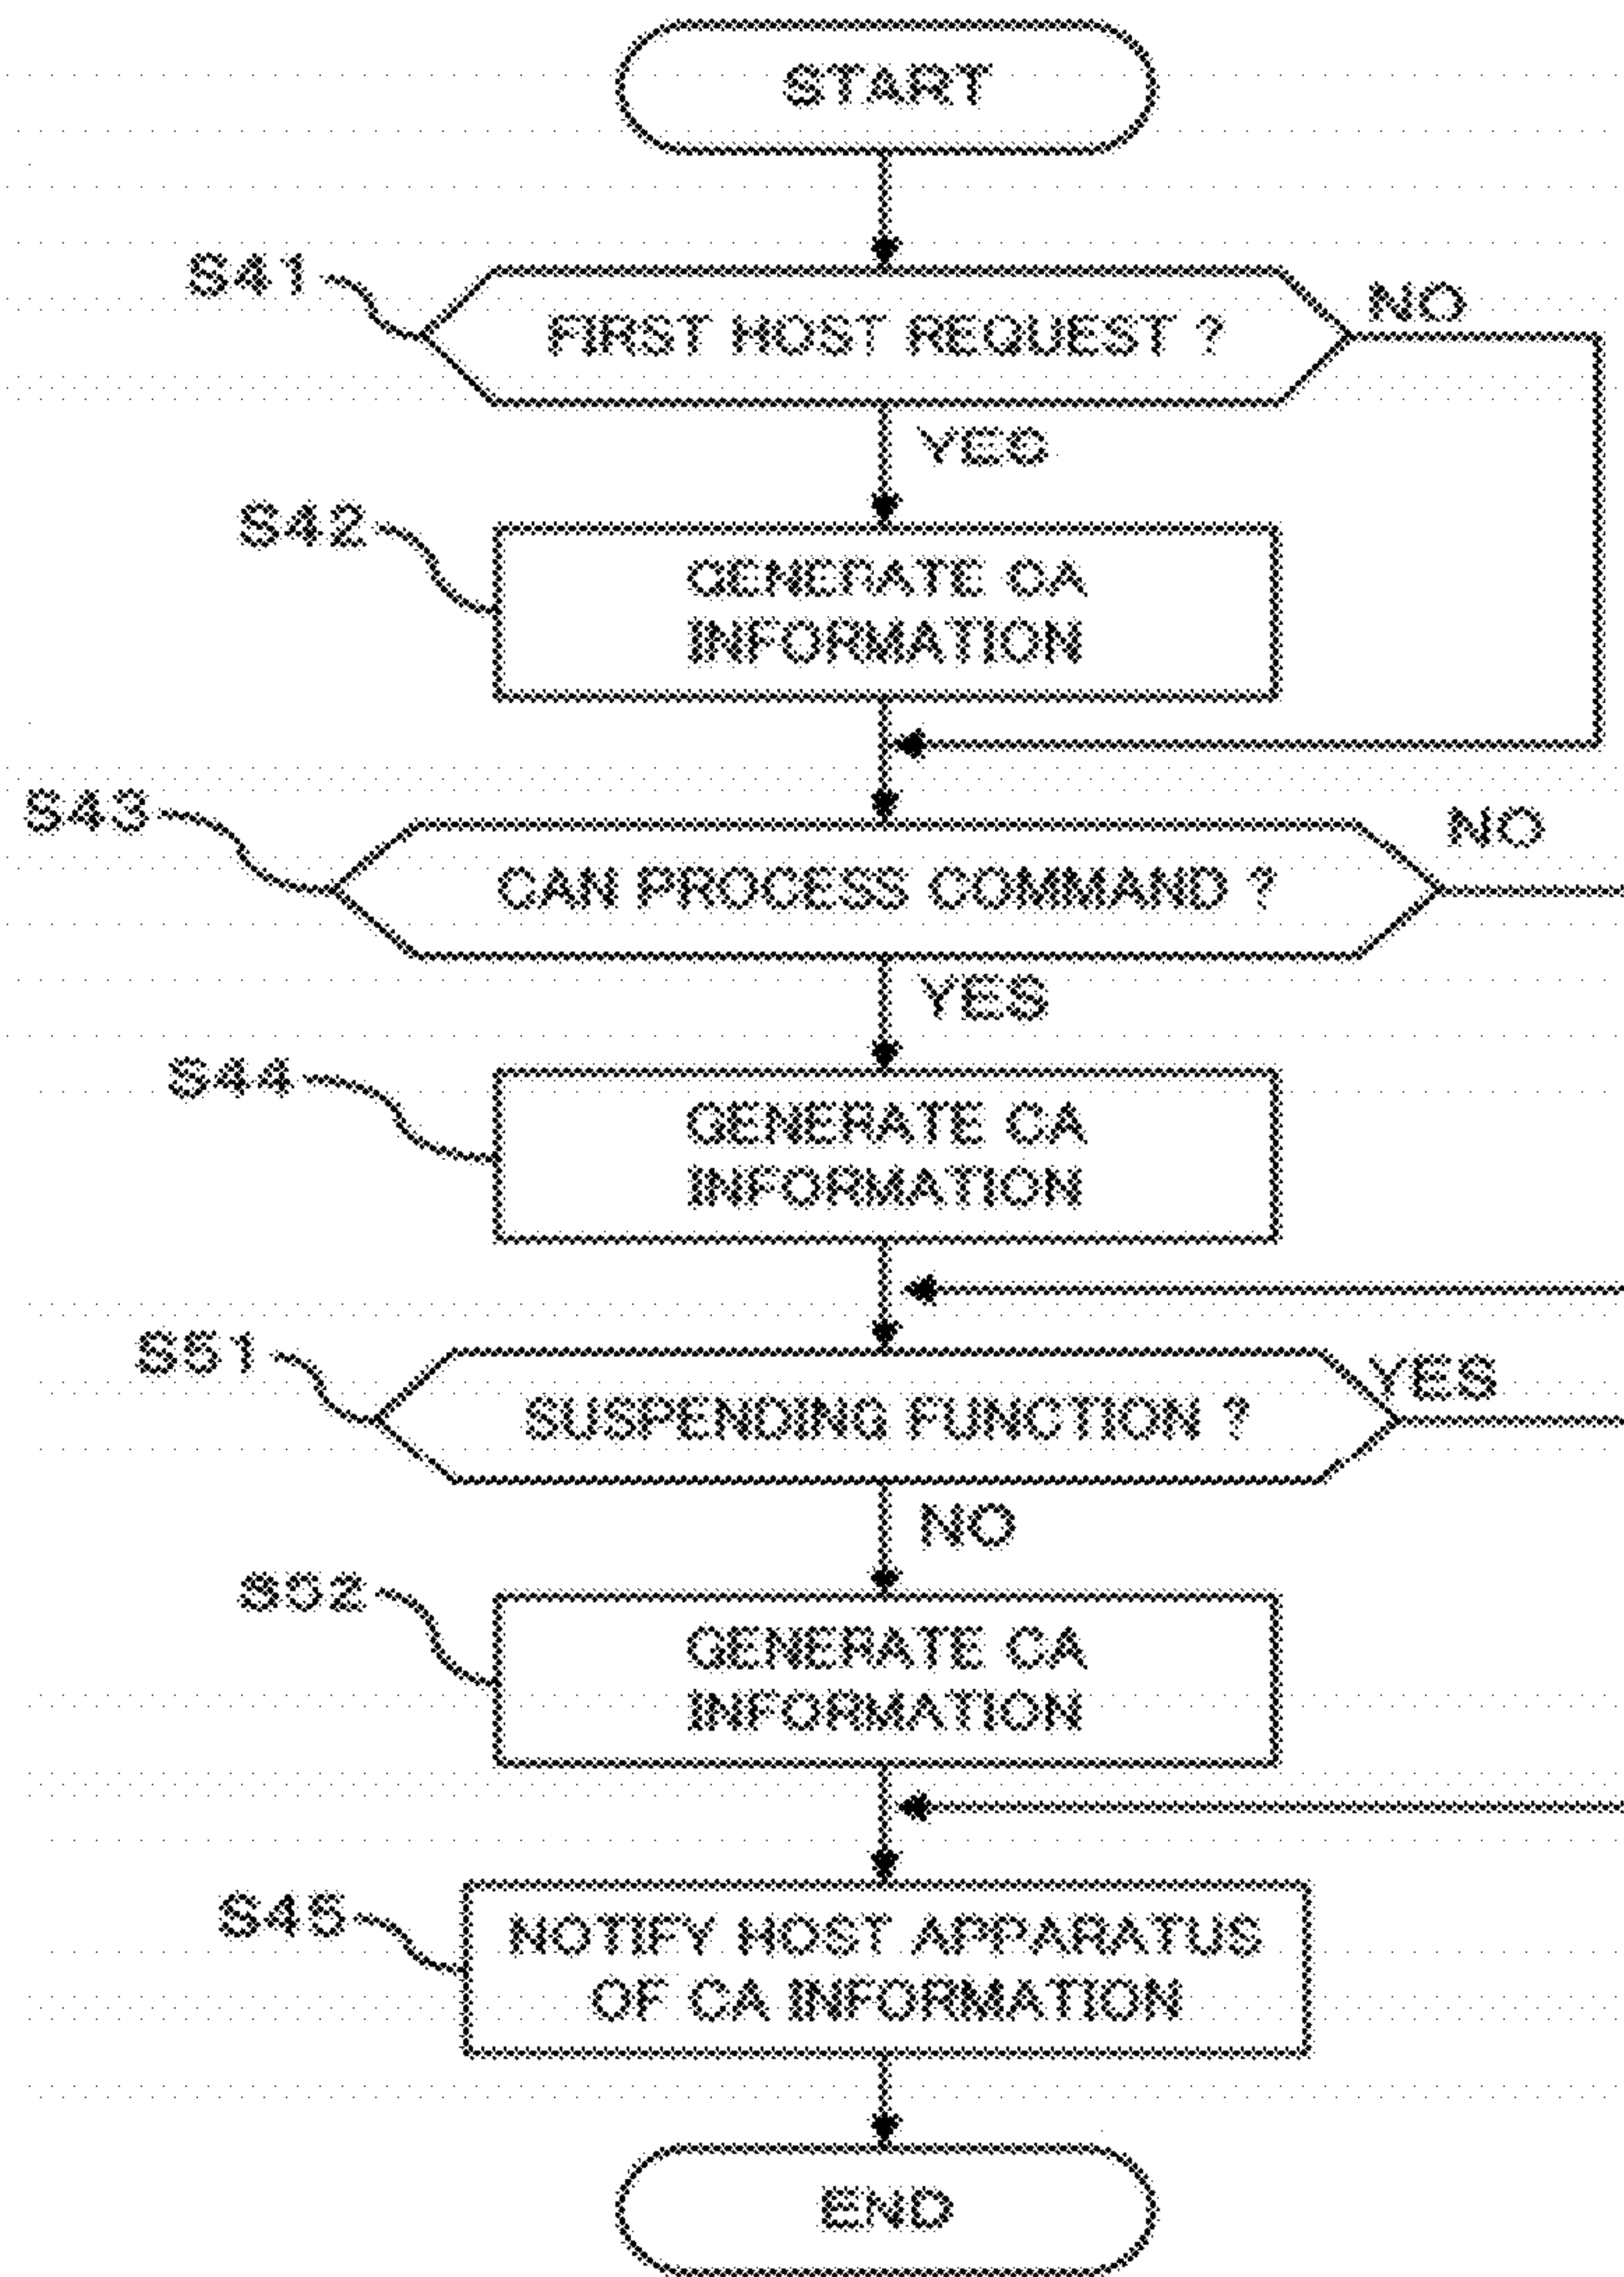 START
S41
FIRST HOST REQUEST ?
NO
YES
S42
GENERATE CA
INFORMATION
S43
CAN PROCESS COMMAND ?
NO
YES
S44
GENERATE CA
INFORMATION
S51
SUSPENDING FUNCTION ?
YES
NO
S52
GENERATE CA
INFORMATION
S45
NOTIFY HOST APPARATUS
OF CA INFORMATION
END